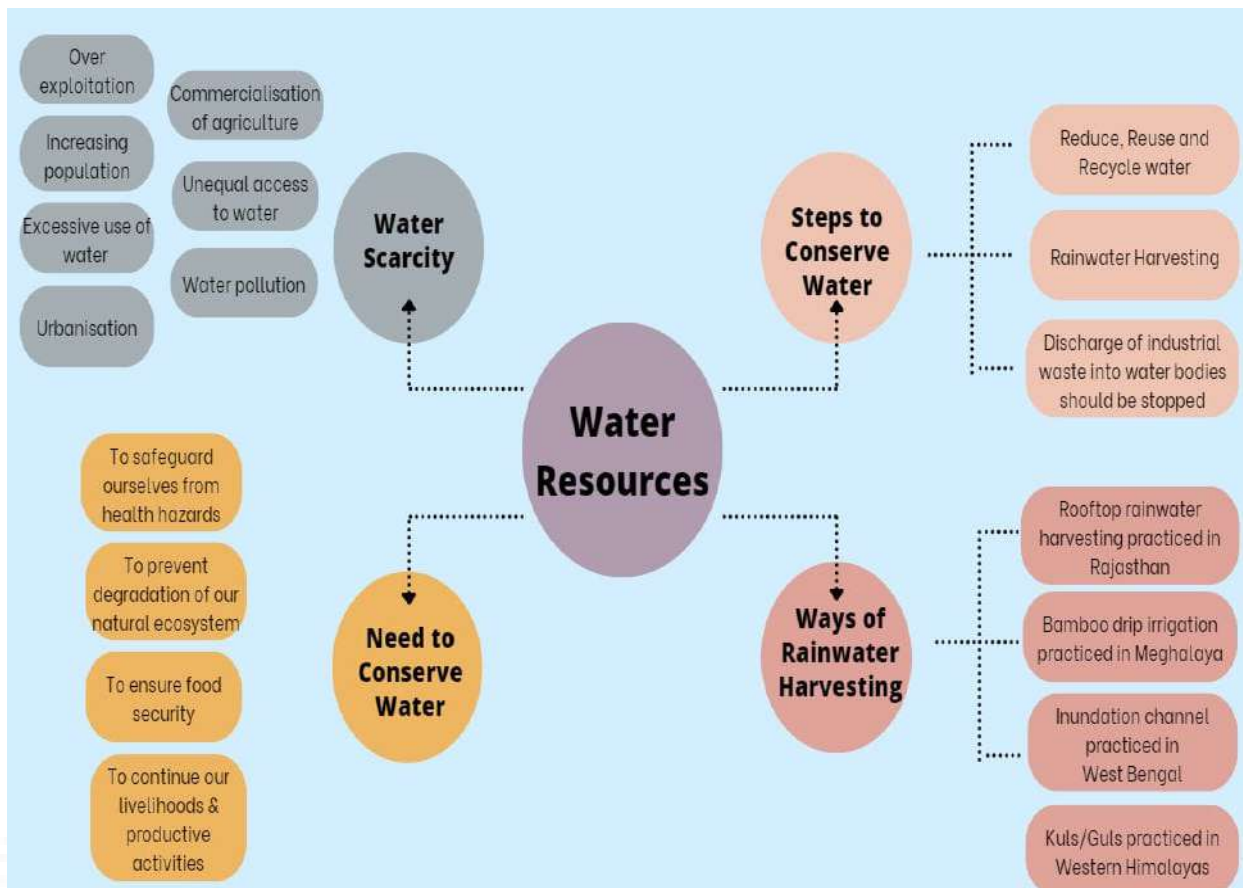 Over
exploitation
Commercialisation
of agriculture
Increasing
population
Unequal access
to water
Excessive use of
water
Water pollution
Urbanisation
Water
Scarcity
Steps to
Conserve
Water
Reduce, Reuse and
Recycle water
Rainwater Harvesting
Discharge of industrial
waste into water bodies
should be stopped
Water
Resources
To safeguard
ourselves from
health hazards
To prevent
degradation of our
natural ecosystem
To ensure food
security
To continue our
livelihoods &
productive
activities
Need to
Conserve
Water
Ways of
Rainwater
Harvesting
Rooftop rainwater
harvesting practiced in
Rajasthan
Bamboo drip irrigation
practiced in Meghalaya
Inundation channel
practiced in
West Bengal
Kuls/Guls practiced in
Western Himalayas